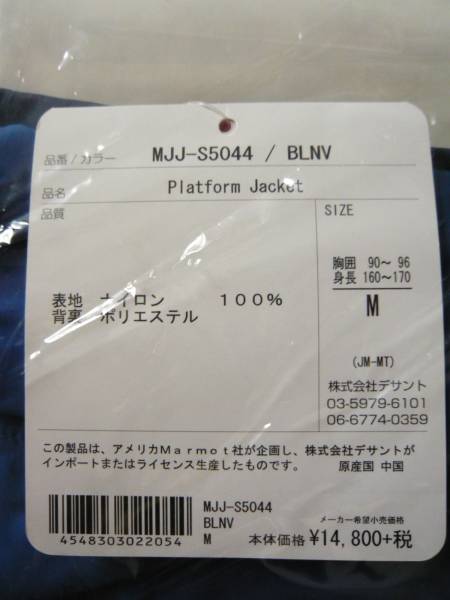 品番/カラー MJJ-S5044 / BLNV
品名 Platform Jacket
品質
SIZE
胸囲 90～ 96
身長 160～170
表地 ナイロン 100%
背裏 ポリエステル
M
(JM-MT)
株式会社デサント
03-5979-6101
06-6774-0359
この製品は、アメリカMarmot社が企画し、株式会社デサントが
インポートまたはライセンス生産したものです。 原産国 中国
MJJ-S5044
BLNV
M
4548303022054
メーカー希望小売価格
本体価格 ¥14,800+税